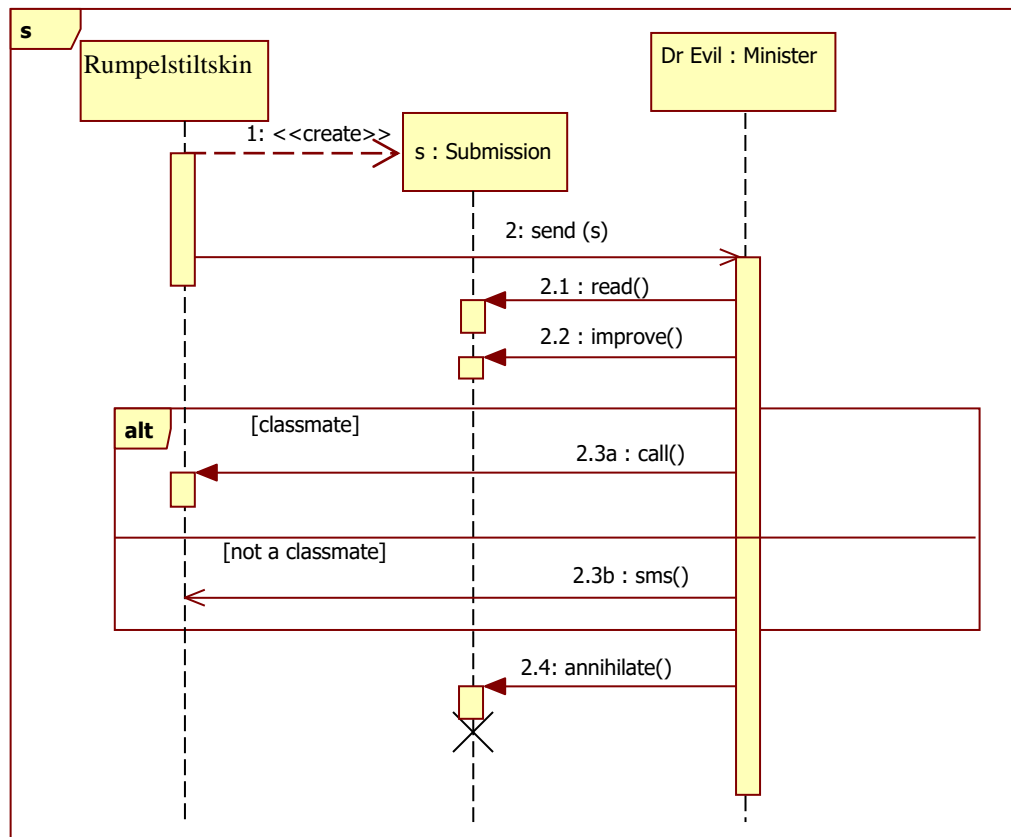 s
Rumpelstiltskin
Dr Evil : Minister
1: <<create>>
s : Submission
2: send (s)
2.1 : read()
2.2 : improve()
alt
[classmate]
2.3a : call()
[not a classmate]
2.3b : sms()
2.4: annihilate()